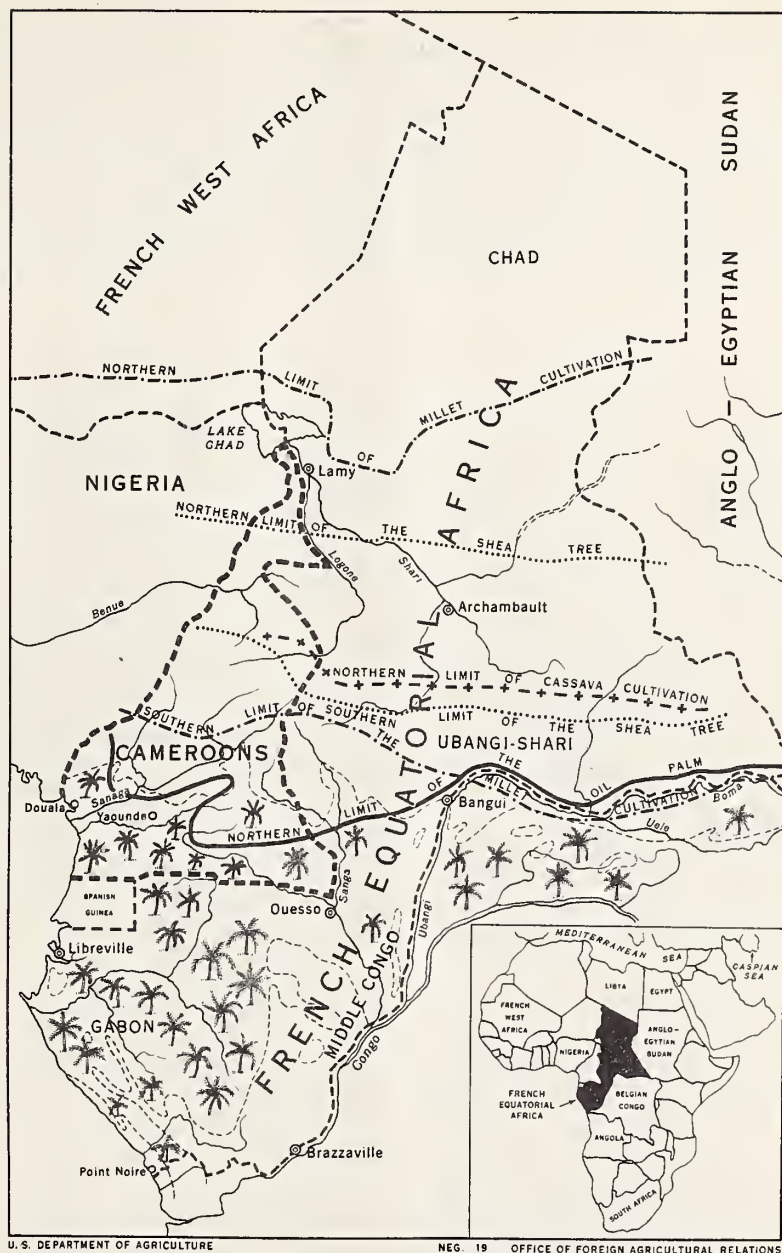 FRENCH WEST AFRICA
ANGLO - EGYPTIAN SUDAN
CHAD
NORTHERN LIMIT OF MILLET CULTIVATION
LAKE CHAD
Lamy
NIGERIA
NORTHERN LIMIT OF THE SHEA TREE
Logone
Shari
Benue
Archambault
NORTHERN LIMIT OF CASSAVA CULTIVATION
SOUTHERN LIMIT OF THE SHEA TREE
SOUTHERN LIMIT OF THE MILLET CULTIVATION
CAMEROONS
UBANGI-SHARI
NORTHERN LIMIT OF THE OIL PALM
Sanaga
Douala
Yaounde
Bangui
Boma
Uele
SPANISH GUINEA
Ouesso
Sanga
Ubangi
Libreville
FRENCH EQUATORIAL AFRICA
MIDDLE CONGO
GABON
Congo
Brazzaville
Point Noire
MEDITERRANEAN SEA
CASPIAN SEA
LIBYA
EGYPT
FRENCH WEST AFRICA
ANGLO-EGYPTIAN SUDAN
NIGERIA
FRENCH EQUATORIAL AFRICA
BELGIAN CONGO
ANGOLA
SOUTH AFRICA
U. S. DEPARTMENT OF AGRICULTURE
NEG. 19 OFFICE OF FOREIGN AGRICULTURAL RELATIONS